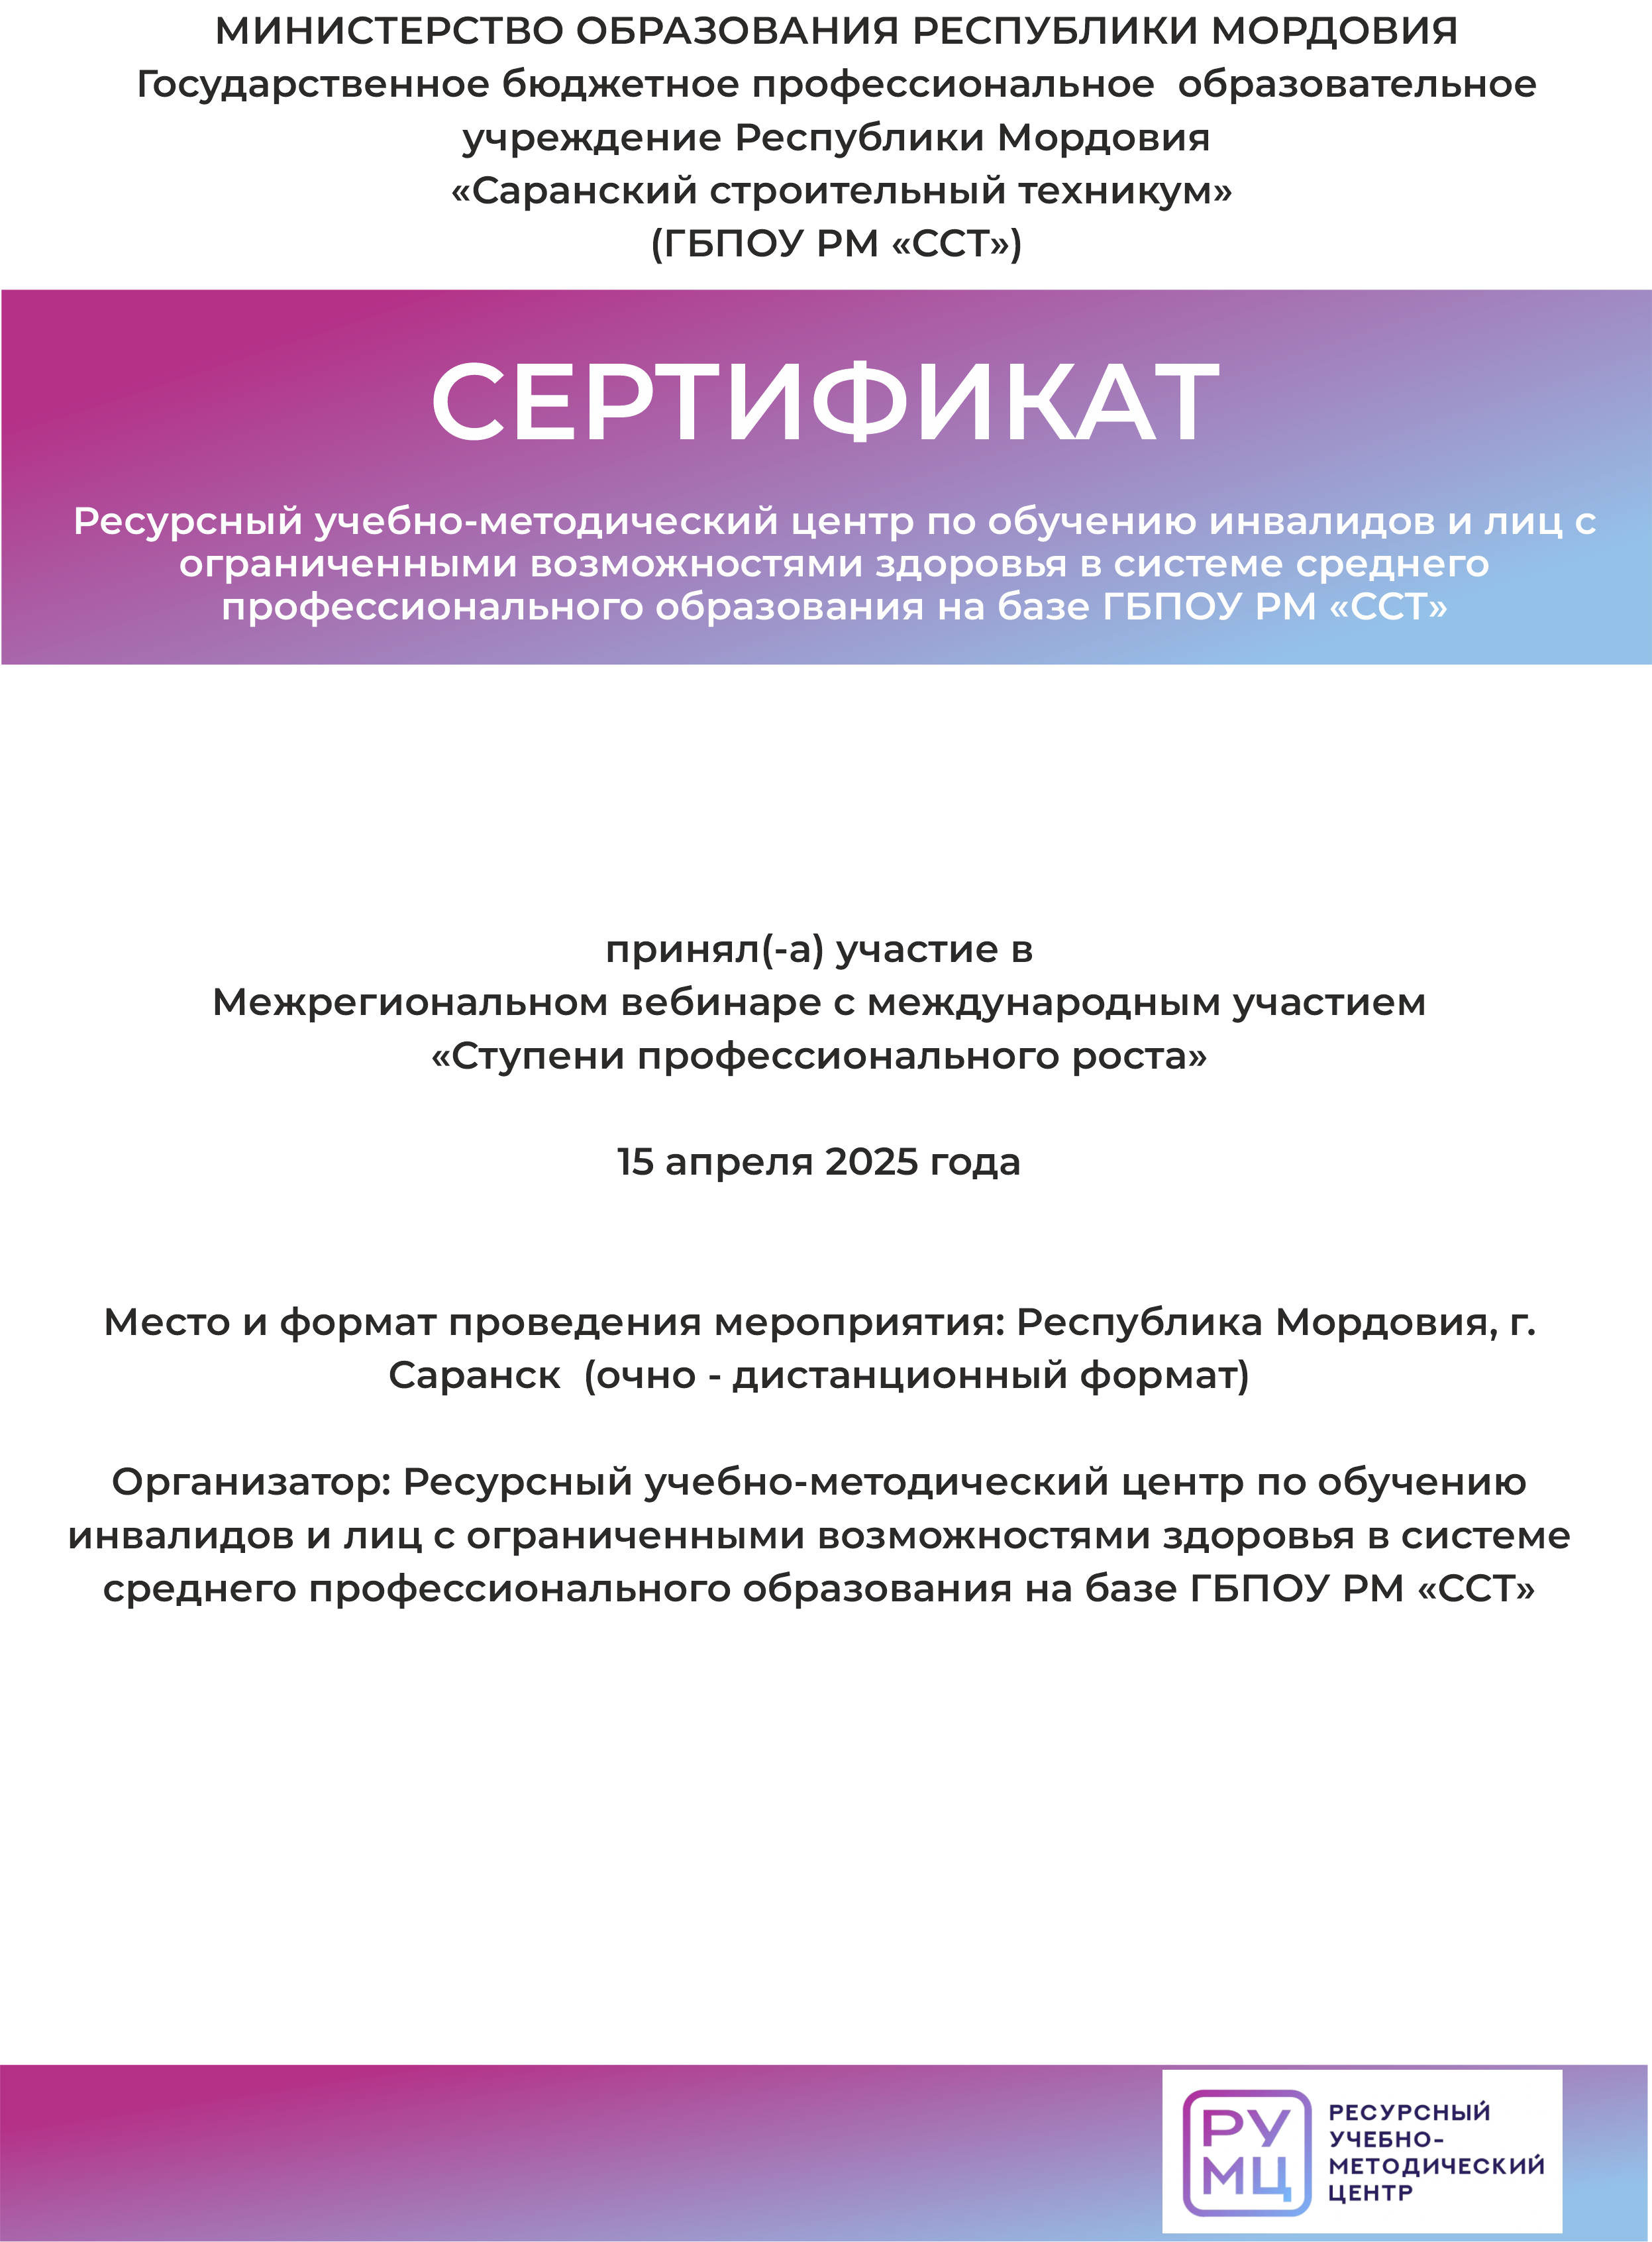 МИНИСТЕРСТВО ОБРАЗОВАНИЯ РЕСПУБЛИКИ МОРДОВИЯ
Государственное бюджетное профессиональное  образовательное
учреждение Республики Мордовия
«Саранский строительный техникум»
(ГБПОУ РМ «ССТ»)
СЕРТИФИКАТ
Ресурсный учебно-методический центр по обучению инвалидов и лиц с
ограниченными возможностями здоровья в системе среднего
профессионального образования на базе ГБПОУ РМ «ССТ»
принял(-а) участие в
Межрегиональном вебинаре с международным участием
«Ступени профессионального роста»
15 апреля 2025 года
Место и формат проведения мероприятия: Республика Мордовия, г.
Саранск  (очно - дистанционный формат)
Организатор: Ресурсный учебно-методический центр по обучению
инвалидов и лиц с ограниченными возможностями здоровья в системе
среднего профессионального образования на базе ГБПОУ РМ «ССТ»
РУ
МЦ
РЕСУРСНЫЙ
УЧЕБНО-
МЕТОДИЧЕСКИЙ
ЦЕНТР